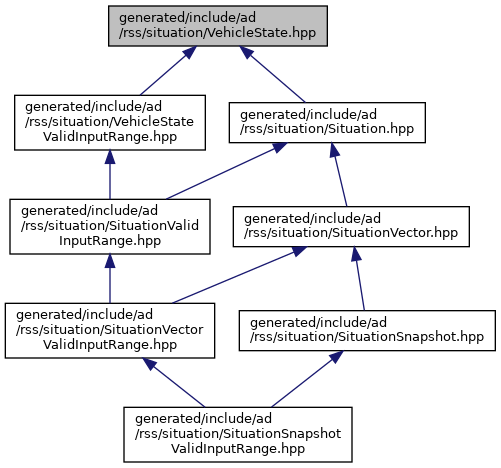 generated/include/ad
/rss/situation/VehicleState.hpp
generated/include/ad
/rss/situation/VehicleState
ValidInputRange.hpp
generated/include/ad
/rss/situation/Situation.hpp
generated/include/ad
/rss/situation/SituationValid
InputRange.hpp
generated/include/ad
/rss/situation/SituationVector.hpp
generated/include/ad
/rss/situation/SituationVector
ValidInputRange.hpp
generated/include/ad
/rss/situation/SituationSnapshot.hpp
generated/include/ad
/rss/situation/SituationSnapshot
ValidInputRange.hpp